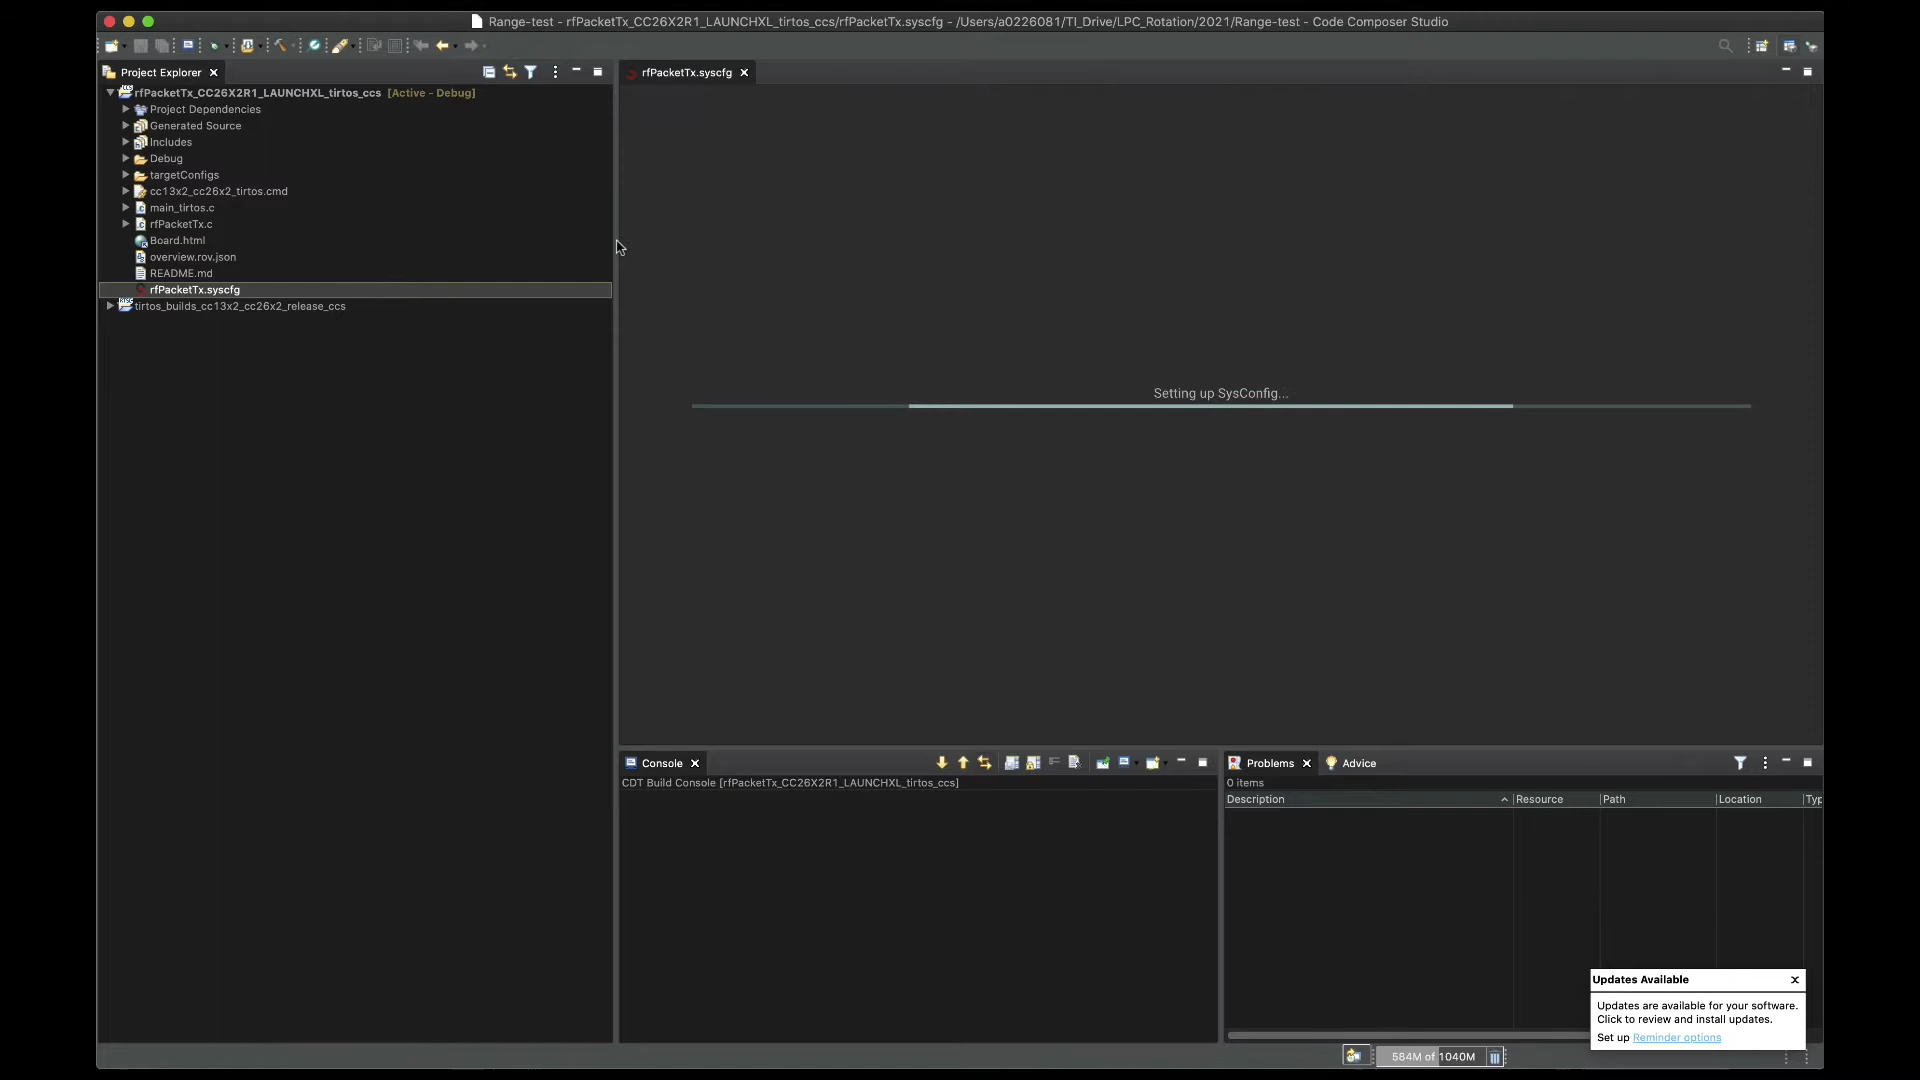 Range-test - rfPacketTx_CC26X2R1_LAUNCHXL_tirtos_ccs/rfPacketTx.syscfg - /Users/a0226081/TI_Drive/LPC_Rotation/2021/Range-test - Code Composer Studio
Project Explorer
rfPacketTx.syscfg
rfPacketTx_CC26X2R1_LAUNCHXL_tirtos_ccs [Active - Debug]
Project Dependencies
Generated Source
Includes
Debug
targetConfigs
cc13x2_cc26x2_tirtos.cmd
main_tirtos.c
rfPacketTx.c
Board.html
overview.rov.json
README.md
rfPacketTx.syscfg
tirtos_builds_cc13x2_cc26x2_release_ccs
Setting up SysConfig...
Console
CDT Build Console [rfPacketTx_CC26X2R1_LAUNCHXL_tirtos_ccs]
Problems Advice
0 items
Description Resource Path Location Typ
Updates Available
Updates are available for your software.
Click to review and install updates.
Set up Reminder options
584M of 1040M